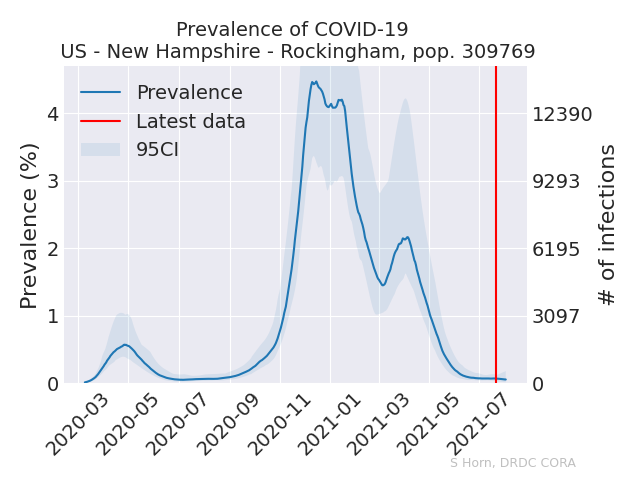 Prevalence of COVID-19
US - New Hampshire - Rockingham, pop. 309769
Prevalence
Latest data
95CI
Prevalence (%)
4
3
2
1
0
12390
9293
6195
3097
0
# of infections
2020-03
2020-05
2020-07
2020-09
2020-11
2021-01
2021-03
2021-05
2021-07
S Horn, DRDC CORA